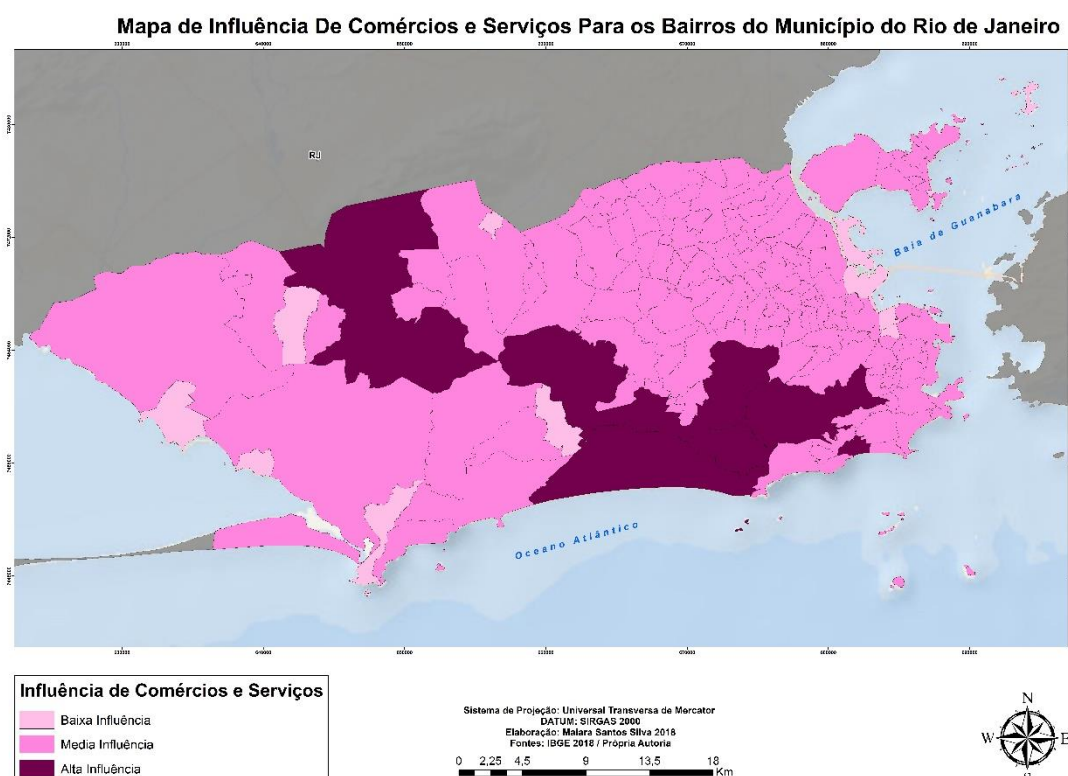 Mapa de Influência De Comércios e Serviços Para os Bairros do Município do Rio de Janeiro
RJ
Baia de Guanabara
Oceano Atlântico
Influência de Comércios e Serviços
Baixa Influência
Media Influência
Alta Influência
Sistema de Projeção: Universal Transversa de Mercator
DATUM: SIRGAS 2000
Elaboração: Maiara Santos Silva 2018
Fontes: IBGE 2018 / Própria Autoria
0 2,25 4,5 9 13,5 18
Km
N
W E
S